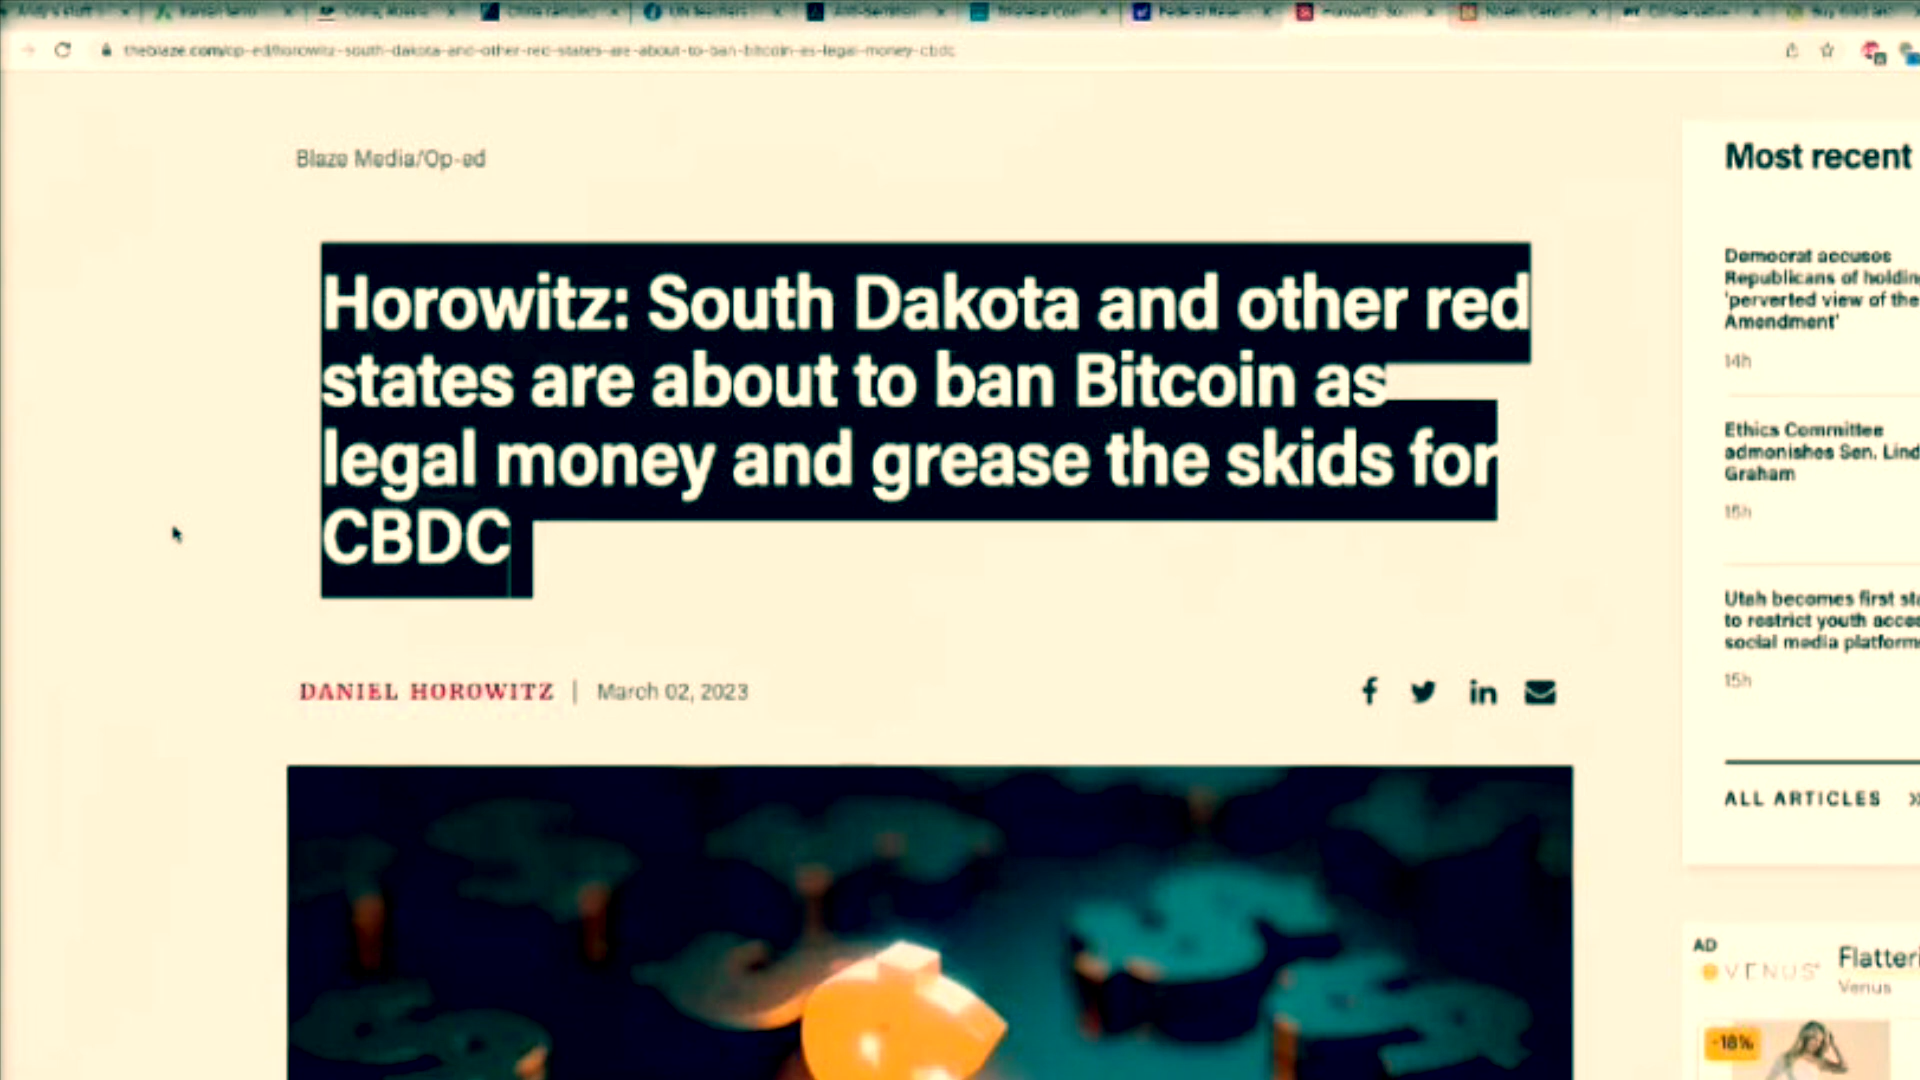 theblaze.com/op-ed/horowitz-south-dakota-and-other-red-states-are-about-to-ban-bitcoin-as-legal-money-cbdc
Blaze Media/Op-ed
Horowitz: South Dakota and other red
states are about to ban Bitcoin as
legal money and grease the skids for
CBDC
DANIEL HOROWITZ | March 02, 2023
Most recent
Democrat accuses
Republicans of holding
'perverted view of the
Amendment'
14h
Ethics Committee
admonishes Sen. Lind
Graham
15h
Utah becomes first sta
to restrict youth acces
social media platforms
15h
ALL ARTICLES »
AD
VENUS
Flatteri
Venus
-18%